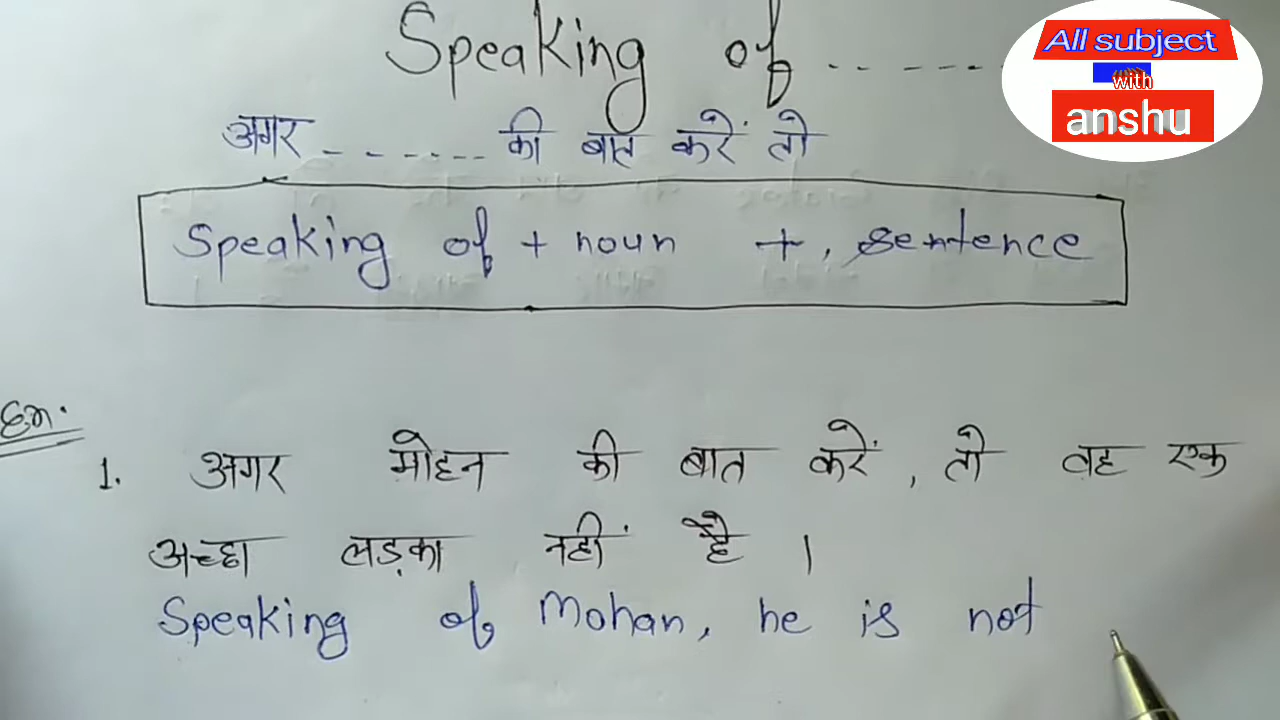 Speaking of -------
All subject
with
anshu
अगर ------- की बात करें तो
Speaking of + noun +, sentence
Ex:
1. अगर मोहन की बात करें, तो वह एक
अच्छा लड़का नहीं है।
Speaking of Mohan, he is not